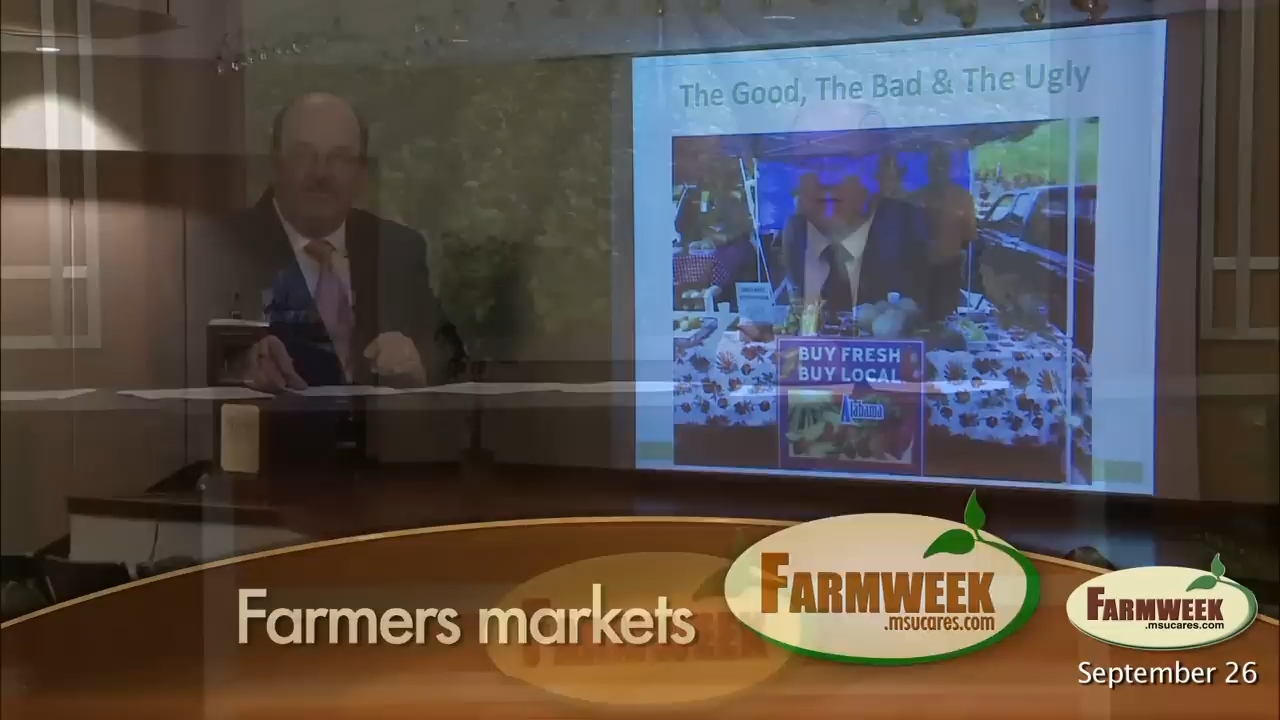 The Good, The Bad & The Ugly
BUY FRESH
BUY LOCAL
Alabama
Farmers markets
FARMWEEK
.msucares.com
FARMWEEK
.msucares.com
September 26